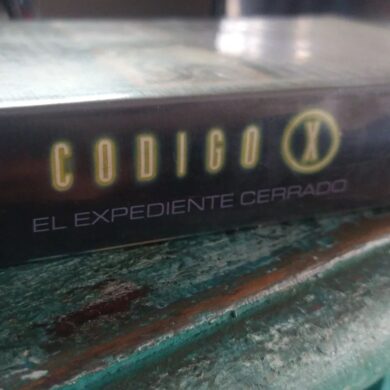 CODIGO X
EL EXPEDIENTE CERRADO